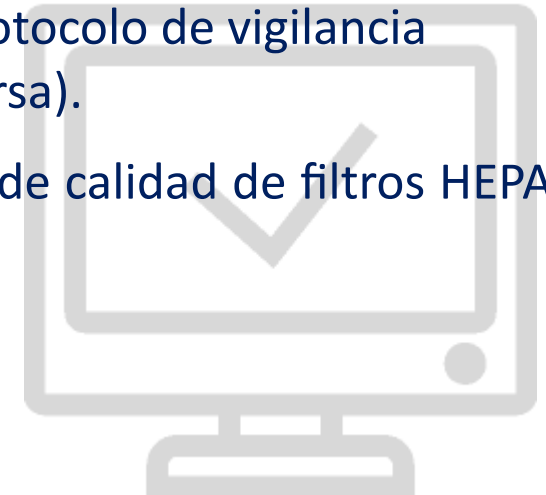 otocolo de vigilancia
rsa).
de calidad de filtros HEPA